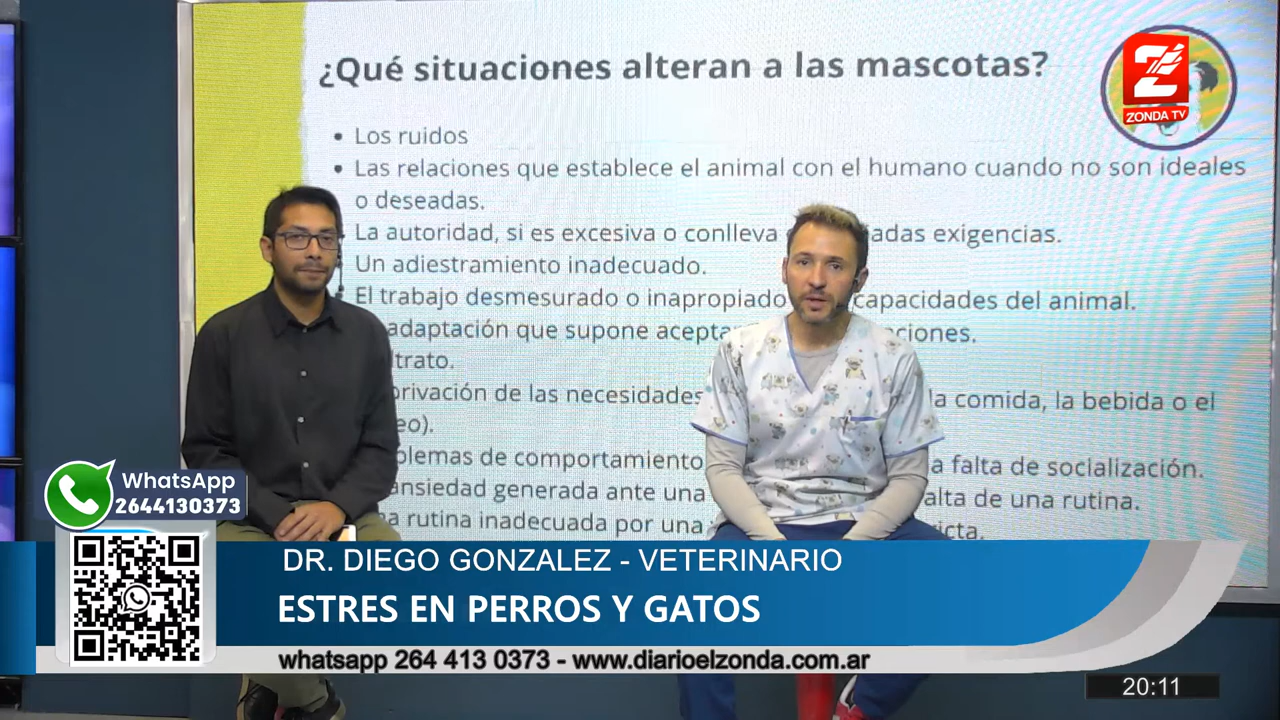 ¿Qué situaciones alteran a las mascotas?
ZONDA TV
Los ruidos
Las relaciones que establece el animal con el humano cuando no son ideales
o deseadas.
La autoridad, si es excesiva o conlleva adas exigencias.
Un adiestramiento inadecuado.
El trabajo desmesurado o inapropiado capacidades del animal.
adaptación que supone acepta ciones.
trato.
privación de las necesidades la comida, la bebida o el
eo).
blemas de comportamiento a falta de socialización.
ansiedad generada ante una alta de una rutina.
a rutina inadecuada por una icta.
WhatsApp
2644130373
DR. DIEGO GONZALEZ - VETERINARIO
ESTRES EN PERROS Y GATOS
whatsapp 264 413 0373 - www.diarioelzonda.com.ar
20:11